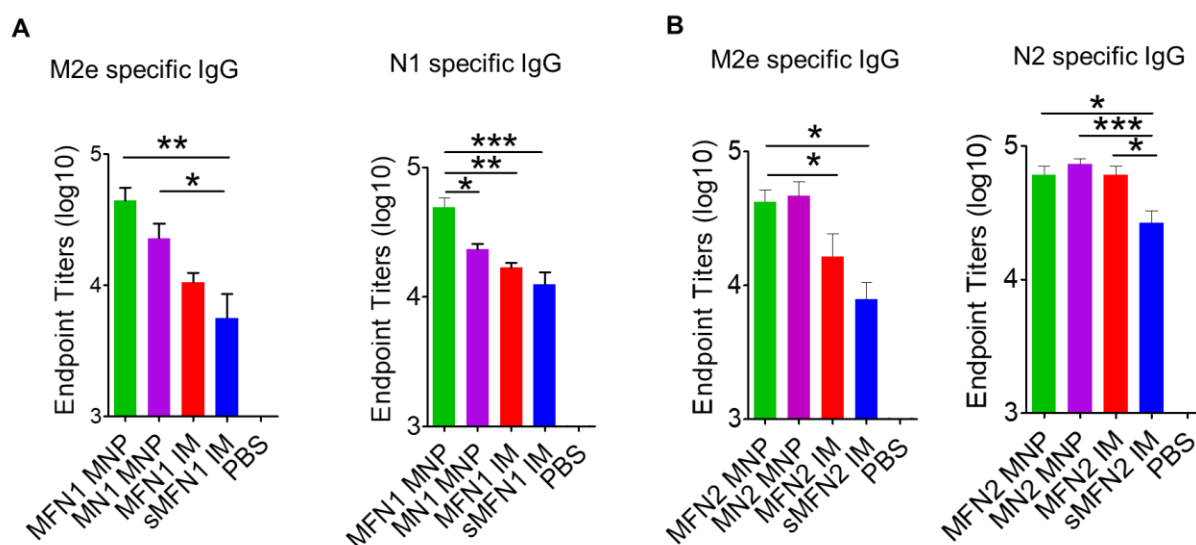 A
M2e specific IgG
**
*
Endpoint Titers (log10)
5
4
3
MFN1 MNP
MN1 MNP
MFN1 IM
sMFN1 IM
PBS
N1 specific IgG
***
**
*
Endpoint Titers (log10)
5
4
3
MFN1 MNP
MN1 MNP
MFN1 IM
sMFN1 IM
PBS
B
M2e specific IgG
*
*
Endpoint Titers (log10)
5
4
3
MFN2 MNP
MN2 MNP
MFN2 IM
sMFN2 IM
PBS
N2 specific IgG
*
***
*
Endpoint Titers (log10)
5
4
3
MFN2 MNP
MN2 MNP
MFN2 IM
sMFN2 IM
PBS